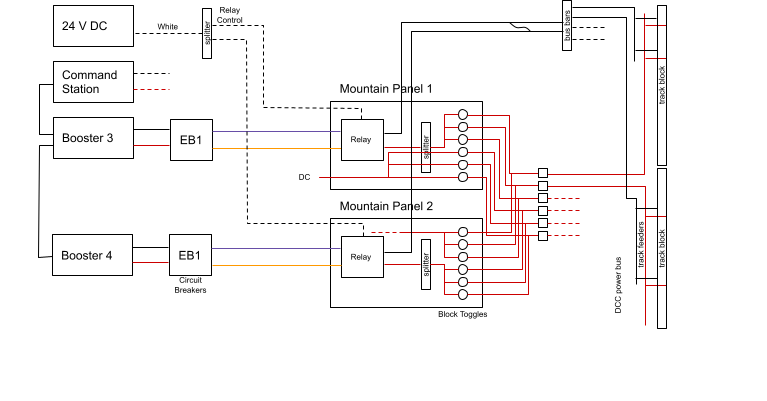 24 V DC
White
splitter
Relay
Control
bus bars
track block
Command
Station
Mountain Panel 1
Booster 3
EB1
Relay
splitter
DC
Mountain Panel 2
Booster 4
EB1
Relay
splitter
Circuit
Breakers
Block Toggles
DCC power bus
track feeders
track block